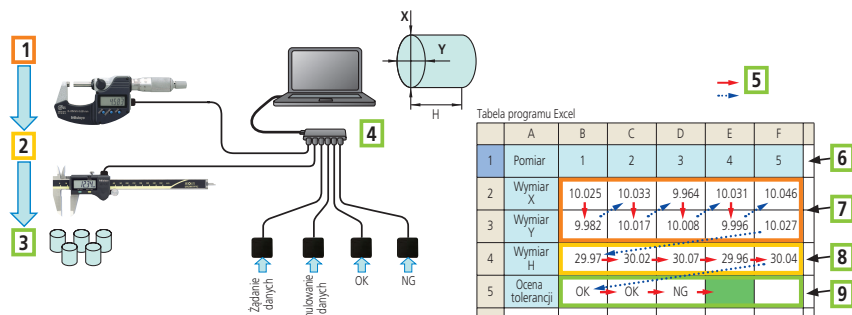 X
Y
H
1
2
3
4
5
Żądanie
danych
nulowanie
danych
OK
NG
Tabela programu Excel
A B C D E F
1 Pomiar 1 2 3 4 5
6
2 Wymiar X 10.025 10.033 9.964 10.031 10.046
7
3 Wymiar Y 9.982 10.017 10.008 9.996 10.027
4 Wymiar H 29.97 30.02 30.07 29.96 30.04
8
5 Ocena tolerancji OK OK NG
9